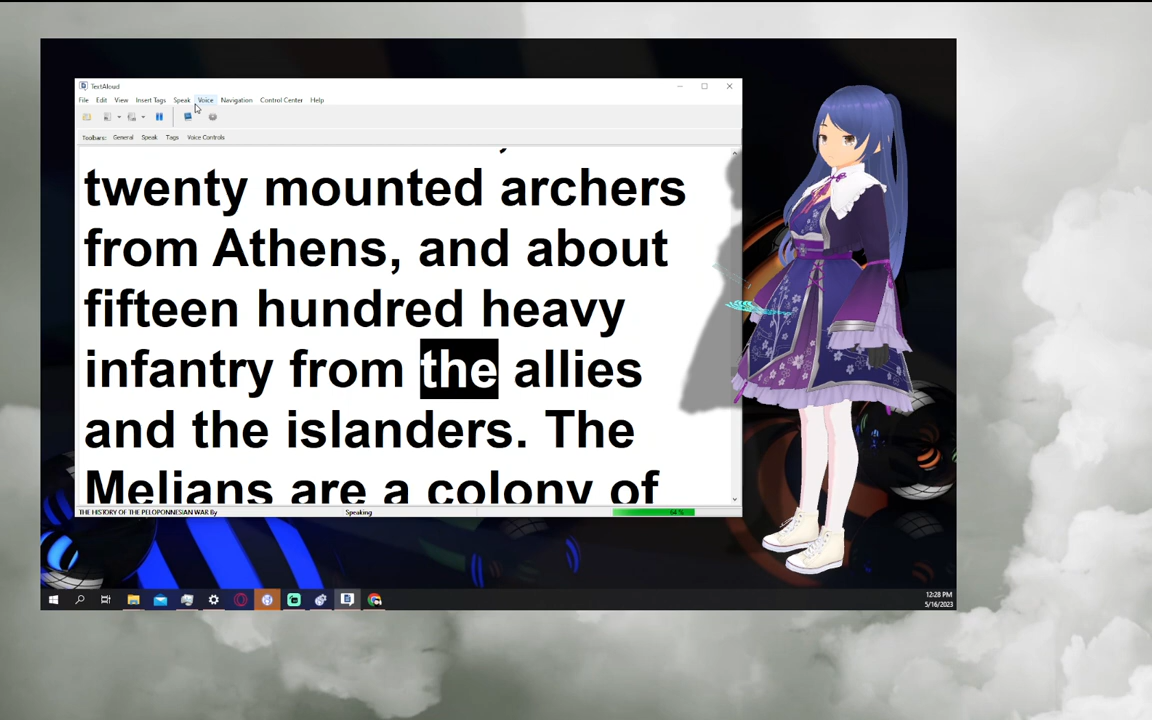 TextAloud
File Edit View Insert Tags Speak Voice Navigation Control Center Help
Toolbars: General Speak Tags Voice Controls
twenty mounted archers
from Athens, and about
fifteen hundred heavy
infantry from the allies
and the islanders. The
Melians are a colony of
THE HISTORY OF THE PELOPONNESIAN WAR By Speaking 64 %
12:28 PM
5/16/2023